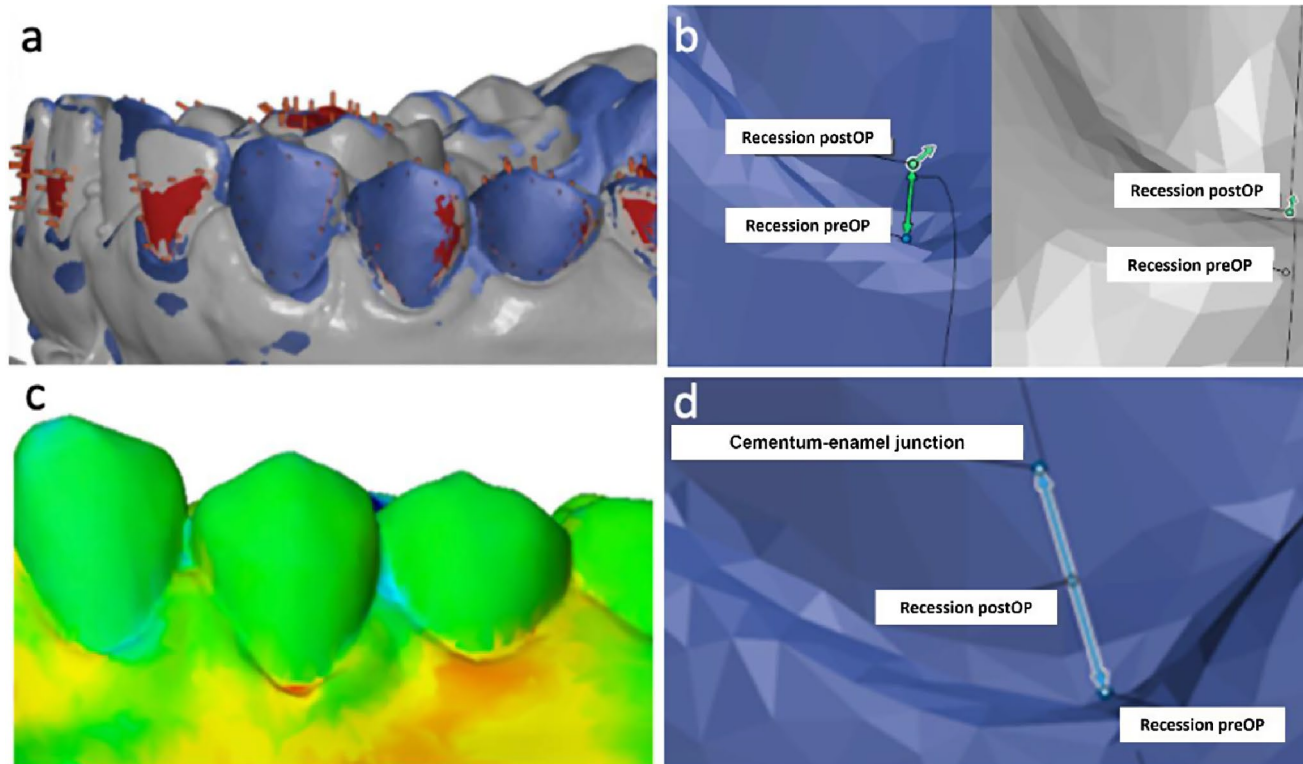 a
b
Recession postOP
Recession preOP
Recession postOP
Recession preOP
c
d
Cementum-enamel junction
Recession postOP
Recession preOP